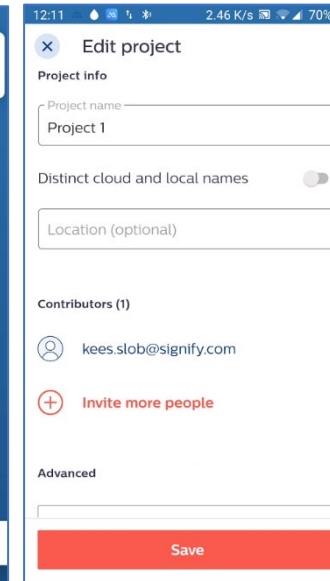 12:11 2.46 K/s 70%
Edit project
Project info
Project name
Project 1
Distinct cloud and local names
Location (optional)
Contributors (1)
kees.slob@signify.com
Invite more people
Advanced
Save